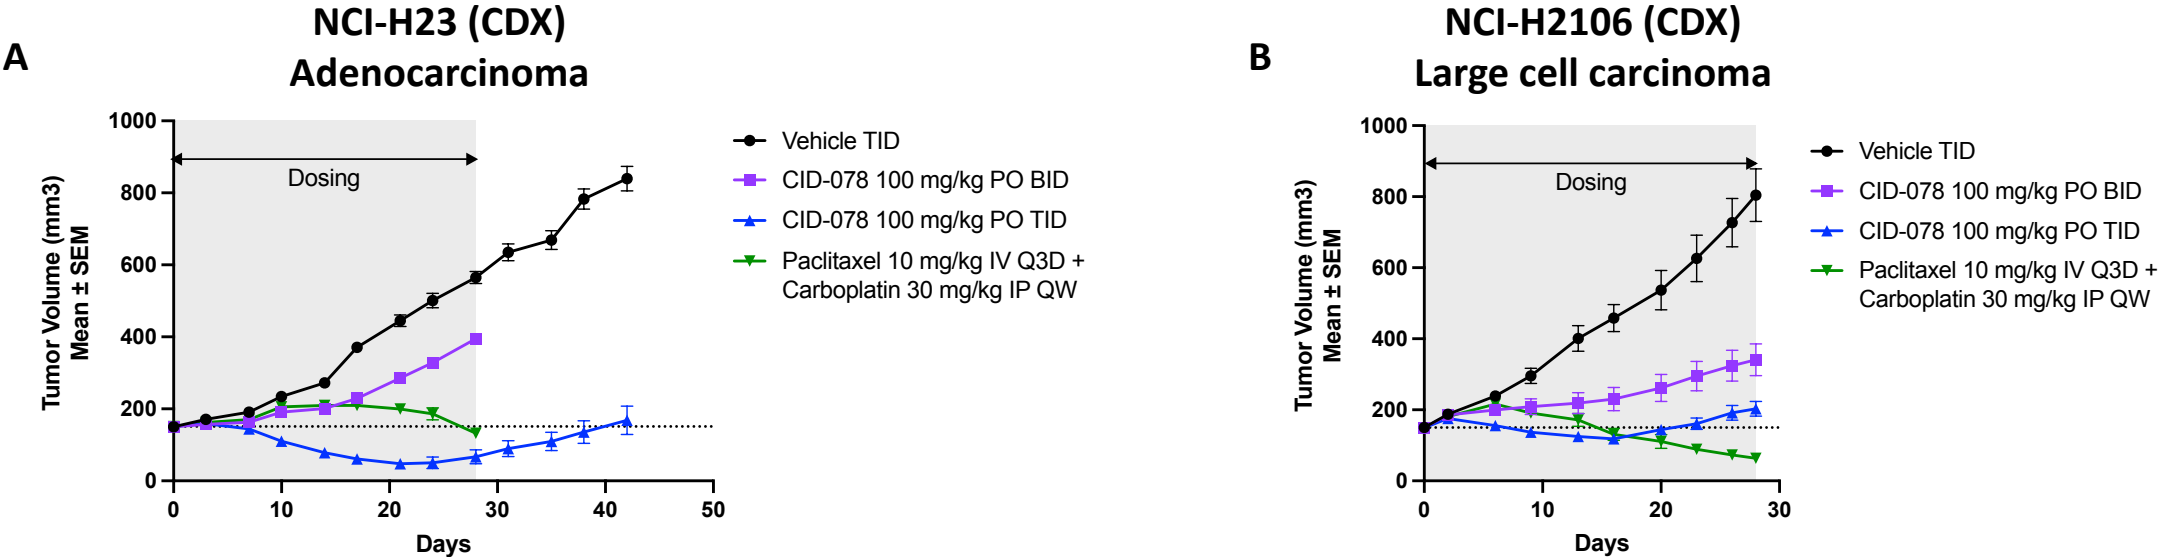 A
NCI-H23 (CDX)
Adenocarcinoma
1000
800
600
400
200
0
Tumor Volume (mm3)
Mean ± SEM
Dosing
0
10
20
30
40
50
Days
Vehicle TID
CID-078 100 mg/kg PO BID
CID-078 100 mg/kg PO TID
Paclitaxel 10 mg/kg IV Q3D +
Carboplatin 30 mg/kg IP QW
B
NCI-H2106 (CDX)
Large cell carcinoma
1000
800
600
400
200
0
Tumor Volume (mm3)
Mean ± SEM
Dosing
0
10
20
30
Days
Vehicle TID
CID-078 100 mg/kg PO BID
CID-078 100 mg/kg PO TID
Paclitaxel 10 mg/kg IV Q3D +
Carboplatin 30 mg/kg IP QW